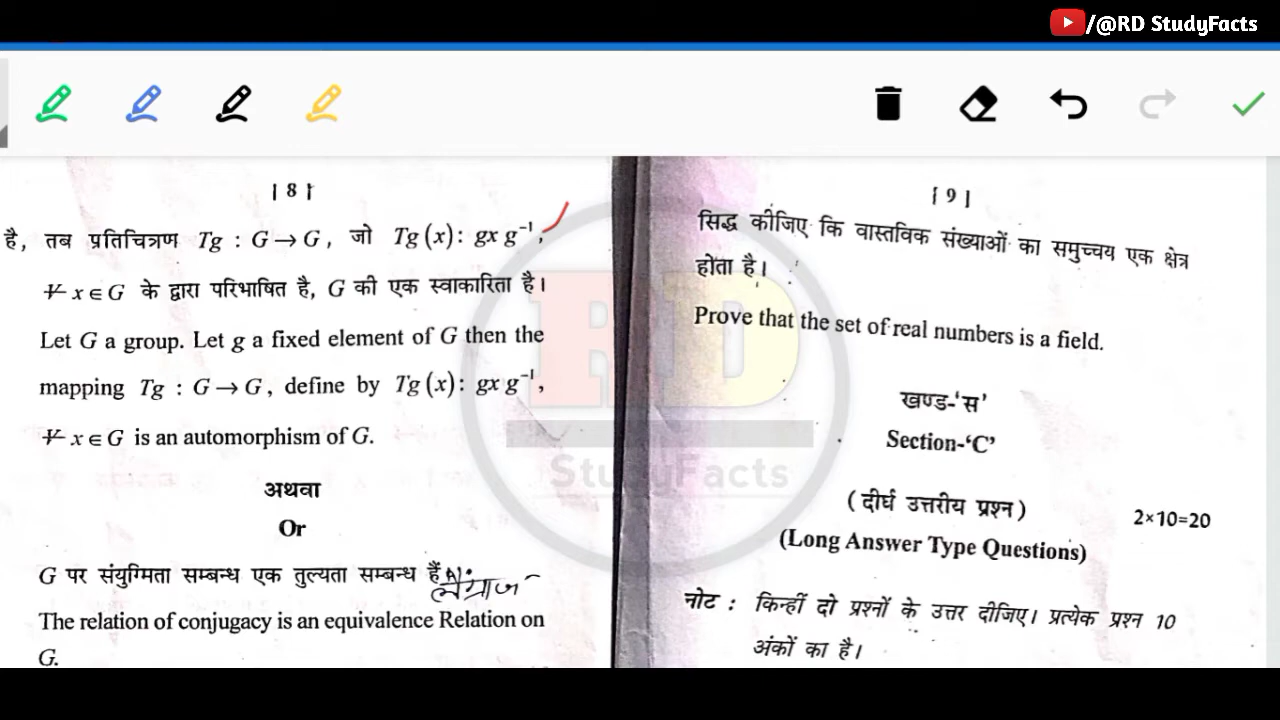 /@RD StudyFacts
[ 8 ]
है, तब प्रतिचित्रण Tg : G → G, जो Tg (x): gx g⁻¹,
∀ x ∈ G के द्वारा परिभाषित है, G की एक स्वाकारिता है।
Let G a group. Let g a fixed element of G then the
mapping Tg : G → G, define by Tg (x): gx g⁻¹,
∀ x ∈ G is an automorphism of G.
अथवा
Or
G पर संयुग्मिता सम्बन्ध एक तुल्यता सम्बन्ध हैं
The relation of conjugacy is an equivalence Relation on
G.
[ 9 ]
सिद्ध कीजिए कि वास्तविक संख्याओं का समुच्चय एक क्षेत्र
होता है।
Prove that the set of real numbers is a field.
खण्ड-‘स’
Section-‘C’
(दीर्घ उत्तरीय प्रश्न)
2×10=20
(Long Answer Type Questions)
नोट : किन्हीं दो प्रश्नों के उत्तर दीजिए। प्रत्येक प्रश्न 10
अंकों का है।
RD
StudyFacts